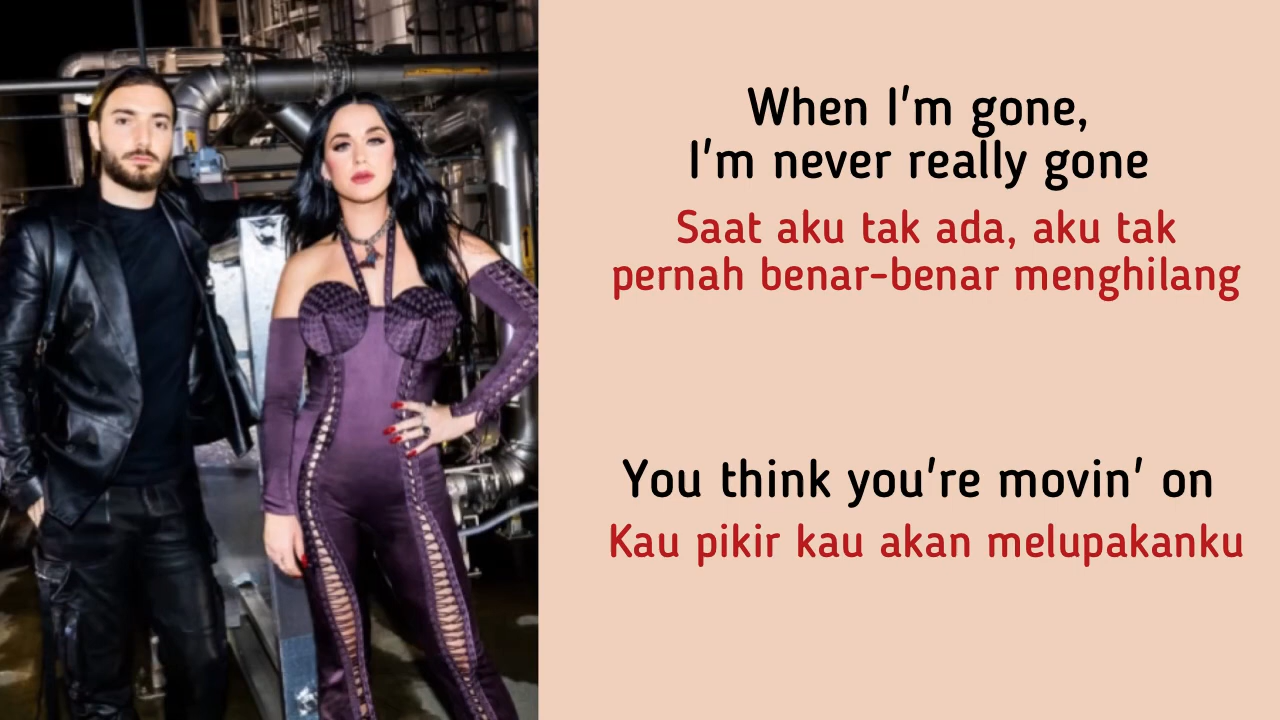 When I'm gone,
I'm never really gone
Saat aku tak ada, aku tak
pernah benar-benar menghilang
You think you're movin' on
Kau pikir kau akan melupakanku